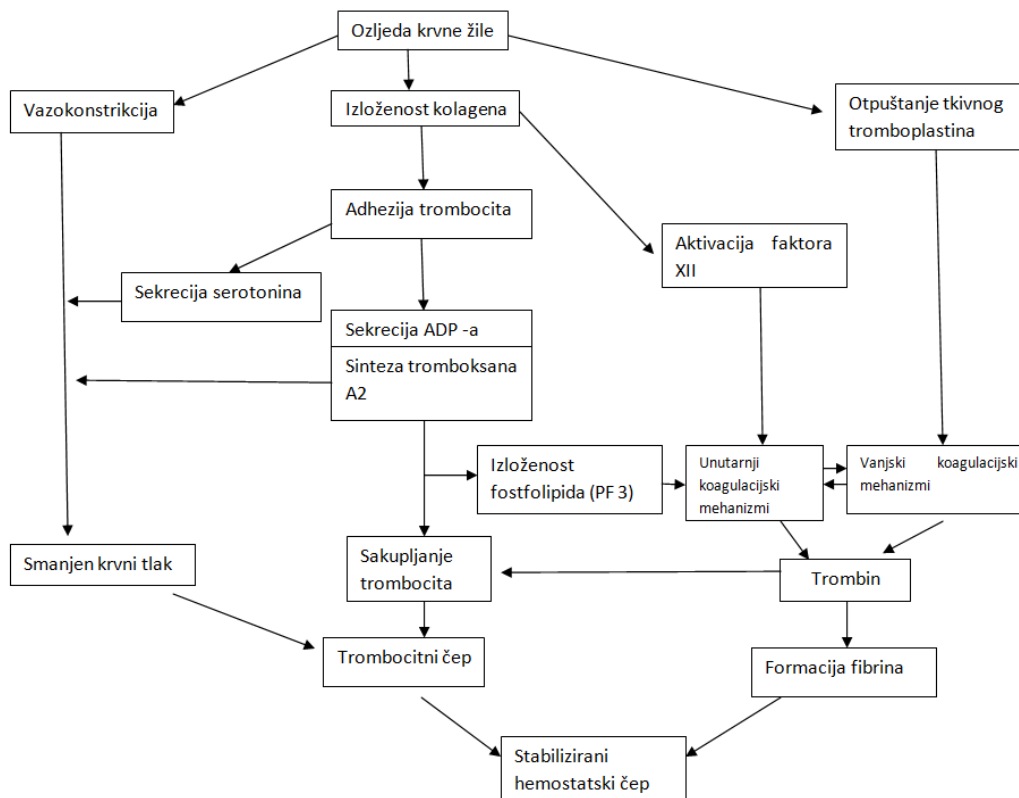 Ozljeda krvne žile
Vazokonstrikcija
Izloženost kolagena
Otpuštanje tkivnog
tromboplastina
Adhezija trombocita
Aktivacija faktora
XII
Sekrecija serotonina
Sekrecija ADP -a
Sinteza tromboksana
A2
Izloženost
fostfolipida (PF 3)
Unutarnji
koagulacijski
mehanizmi
Vanjski koagulacijski
mehanizmi
Smanjen krvni tlak
Sakupljanje
trombocita
Trombin
Trombocitni čep
Formacija fibrina
Stabilizirani
hemostatski čep